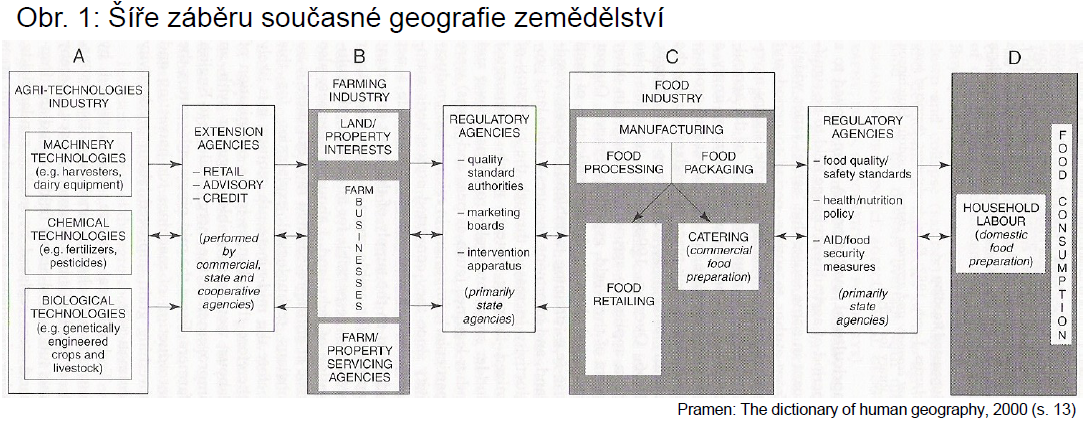 Obr. 1: Šíře záběru současné geografie zemědělství
A
AGRI-TECHNOLOGIES
INDUSTRY
MACHINERY
TECHNOLOGIES
(e.g. harvesters,
dairy equipment)
CHEMICAL
TECHNOLOGIES
(e.g. fertilizers,
pesticides)
BIOLOGICAL
TECHNOLOGIES
(e.g. genetically
engineered
crops and
livestock)
EXTENSION
AGENCIES
– RETAIL
– ADVISORY
– CREDIT
(performed
by
commercial,
state and
cooperative
agencies)
B
FARMING
INDUSTRY
LAND/
PROPERTY
INTERESTS
FARM
BUSINESSES
FARM/
PROPERTY
SERVICING
AGENCIES
REGULATORY
AGENCIES
– quality
standard
authorities
– marketing
boards
– intervention
apparatus
(primarily
state
agencies)
C
FOOD
INDUSTRY
MANUFACTURING
FOOD
PROCESSING
FOOD
PACKAGING
FOOD
RETAILING
CATERING
(commercial
food
preparation)
REGULATORY
AGENCIES
– food quality/
safety standards
– health/nutrition
policy
– AID/food
security
measures
(primarily
state
agencies)
D
HOUSEHOLD
LABOUR
(domestic
food
preparation)
FOOD CONSUMPTION
Pramen: The dictionary of human geography, 2000 (s. 13)